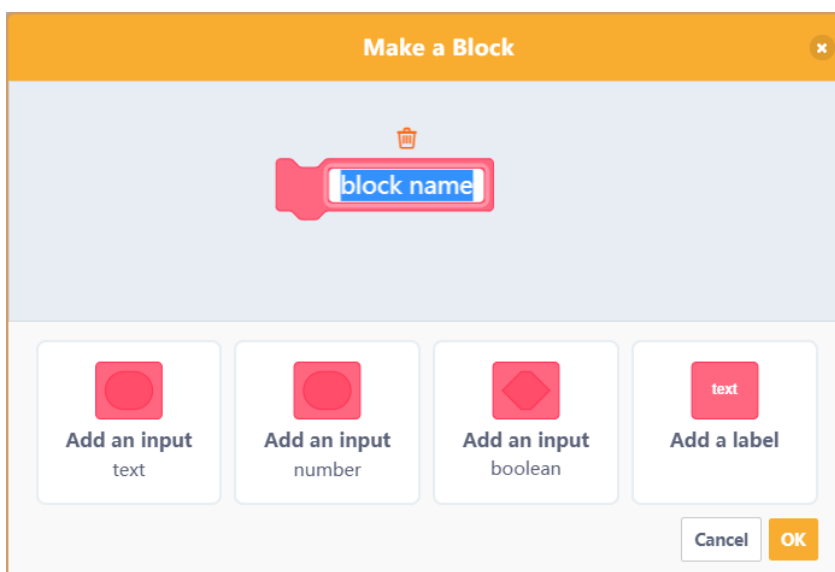 Make a Block
block name
text
Add an input
Add an input
Add an input
Add a label
text
number
boolean
Cancel
OK